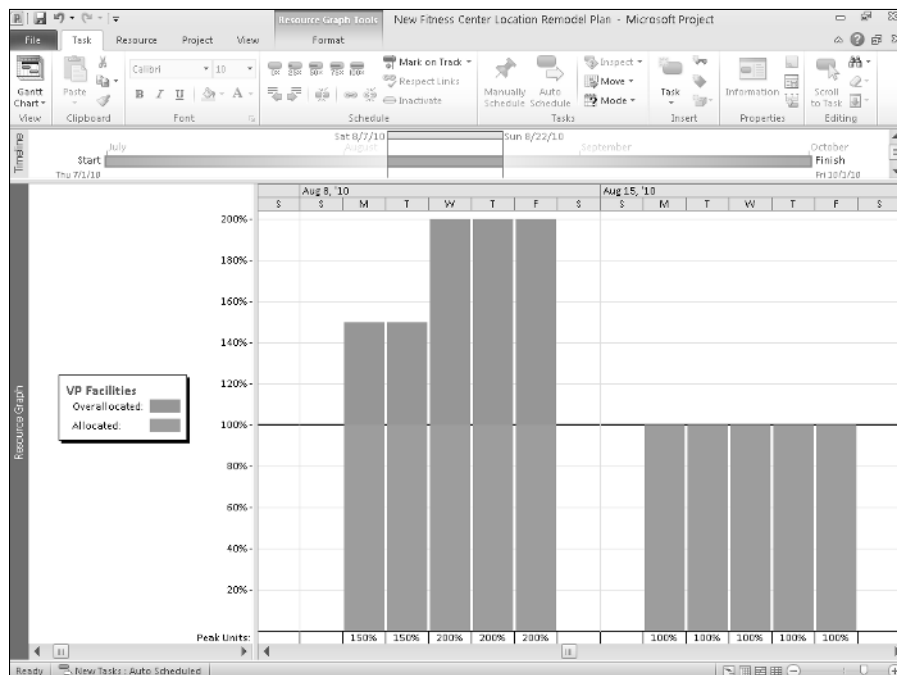 Resource Graph Tools
New Fitness Center Location Remodel Plan - Microsoft Project
File Task Resource Project View Format
Gantt Chart
Paste
Calibri 10
B I U A
0% 25% 50% 75% 100%
Mark on Track
Respect Links
Inactivate
Manually Schedule
Auto Schedule
Inspect
Move
Mode
Task
Information
Scroll to Task
View Clipboard Font Schedule Tasks Insert Properties Editing
Timeline
Sat 8/7/10 Sun 8/22/10
July August September October
Start Finish
Thu 7/1/10 Fri 10/1/10
Aug 8, '10 Aug 15, '10
S S M T W T F S S M T W T F S
200%
180%
160%
140%
120%
100%
80%
60%
40%
20%
Resource Graph
VP Facilities
Overallocated:
Allocated:
Peak Units: 150% 150% 200% 200% 200% 100% 100% 100% 100% 100%
Ready New Tasks : Auto Scheduled